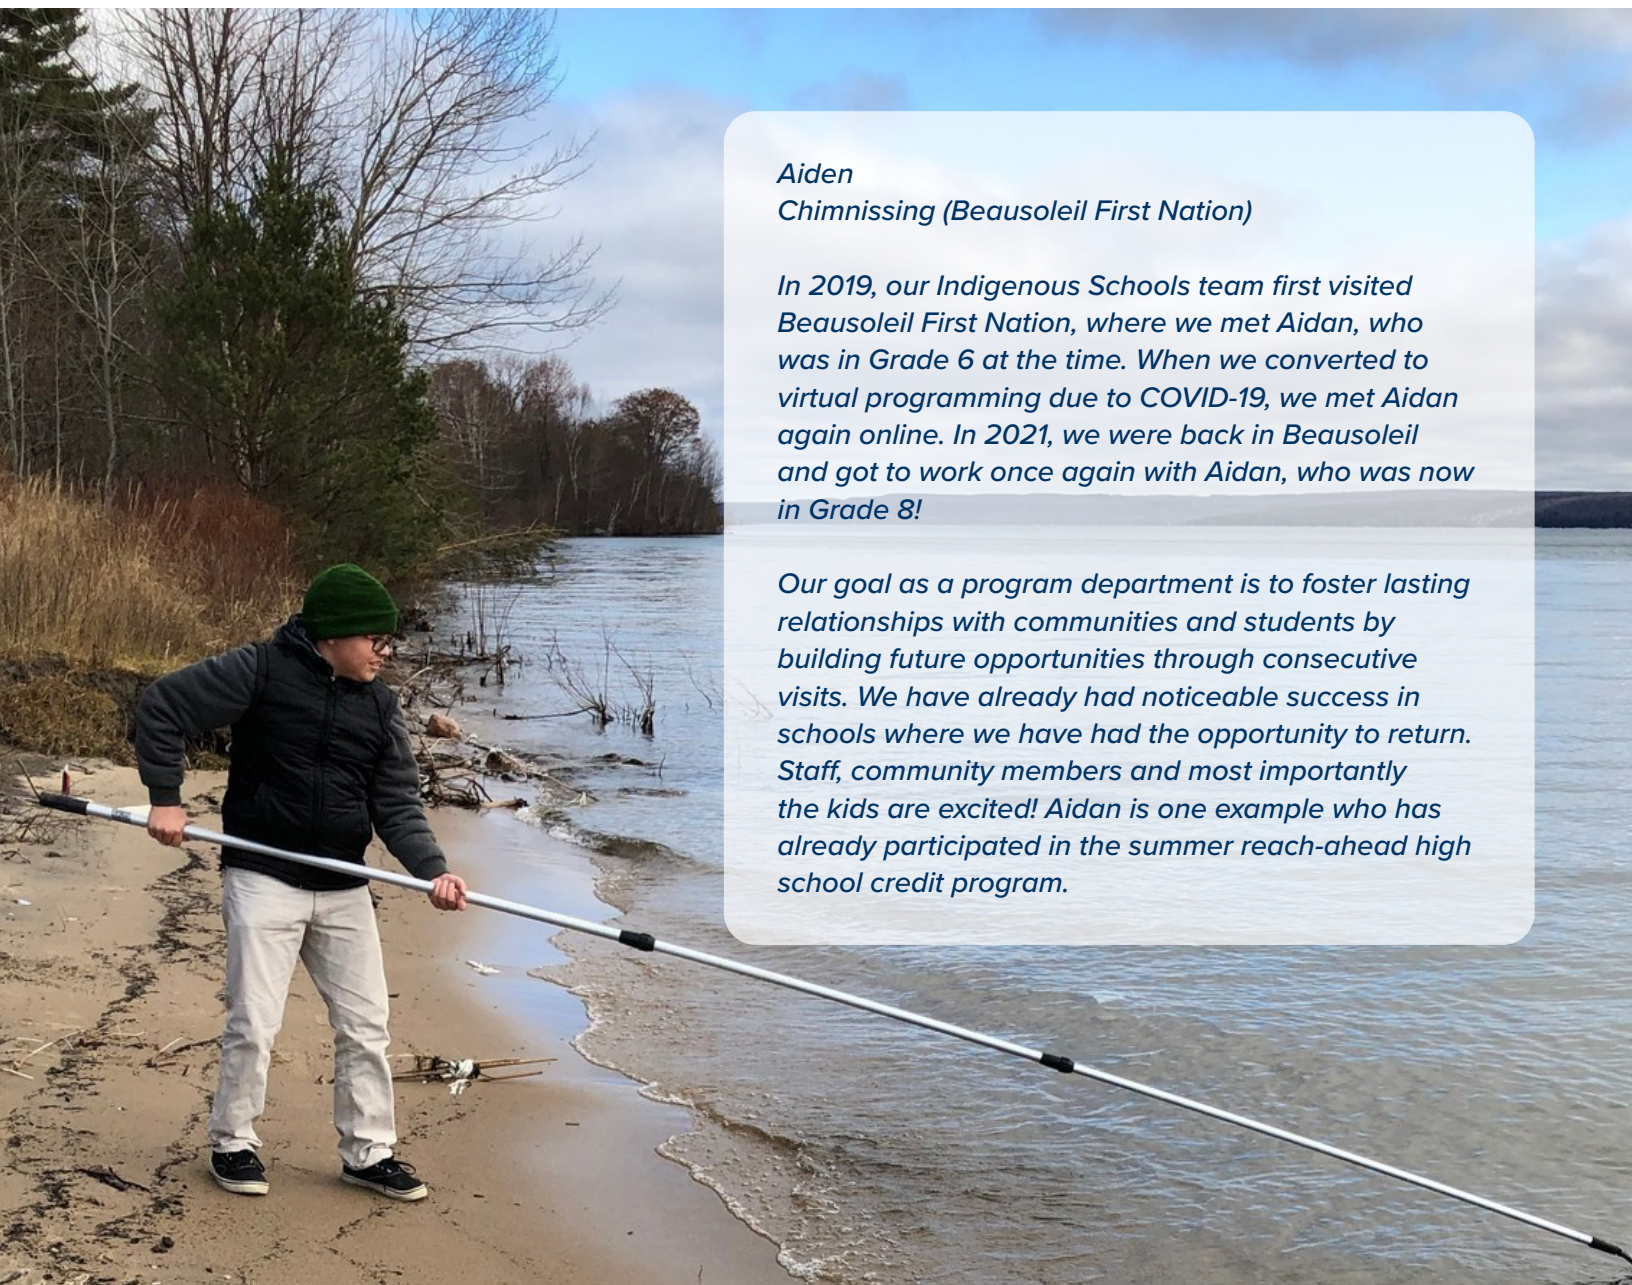 Aiden
Chimnissing (Beausoleil First Nation)
In 2019, our Indigenous Schools team first visited
Beausoleil First Nation, where we met Aidan, who
was in Grade 6 at the time. When we converted to
virtual programming due to COVID-19, we met Aidan
again online. In 2021, we were back in Beausoleil
and got to work once again with Aidan, who was now
in Grade 8!
Our goal as a program department is to foster lasting
relationships with communities and students by
building future opportunities through consecutive
visits. We have already had noticeable success in
schools where we have had the opportunity to return.
Staff, community members and most importantly
the kids are excited! Aidan is one example who has
already participated in the summer reach-ahead high
school credit program.